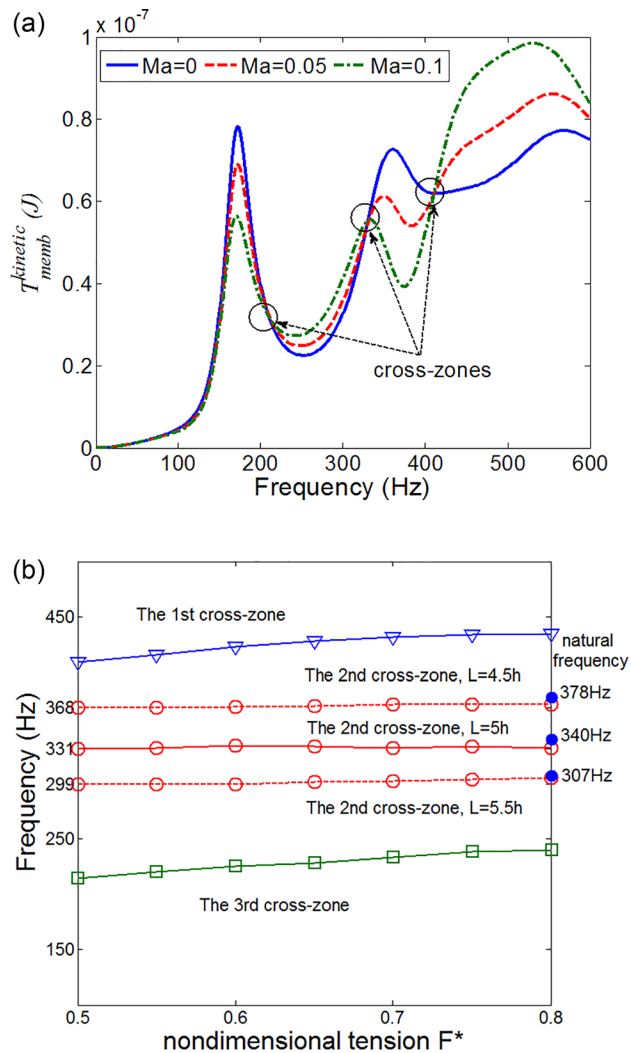 (a)
x 10^-7
1
Ma=0 Ma=0.05 Ma=0.1
0.8
0.6
0.4
0.2
0
T^kinetic_memb (J)
cross-zones
0 100 200 300 400 500 600
Frequency (Hz)
(b)
450
The 1st cross-zone
natural
frequency
The 2nd cross-zone, L=4.5h
378Hz
368
The 2nd cross-zone, L=5h
340Hz
331
307Hz
299
The 2nd cross-zone, L=5.5h
250
The 3rd cross-zone
150
Frequency (Hz)
0.5 0.6 0.7 0.8
nondimensional tension F*